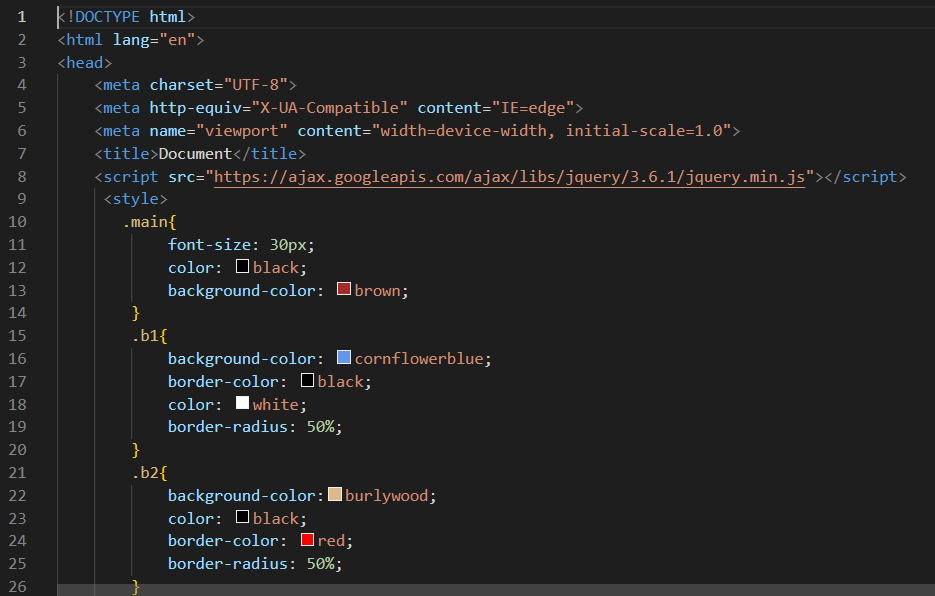 1 <!DOCTYPE html>
2 <html lang="en">
3 <head>
4 <meta charset="UTF-8">
5 <meta http-equiv="X-UA-Compatible" content="IE=edge">
6 <meta name="viewport" content="width=device-width, initial-scale=1.0">
7 <title>Document</title>
8 <script src="https://ajax.googleapis.com/ajax/libs/jquery/3.6.1/jquery.min.js"></script>
9 <style>
10 .main{
11 font-size: 30px;
12 color: black;
13 background-color: brown;
14 }
15 .b1{
16 background-color: cornflowerblue;
17 border-color: black;
18 color: white;
19 border-radius: 50%;
20 }
21 .b2{
22 background-color: burlywood;
23 color: black;
24 border-color: red;
25 border-radius: 50%;
26 }